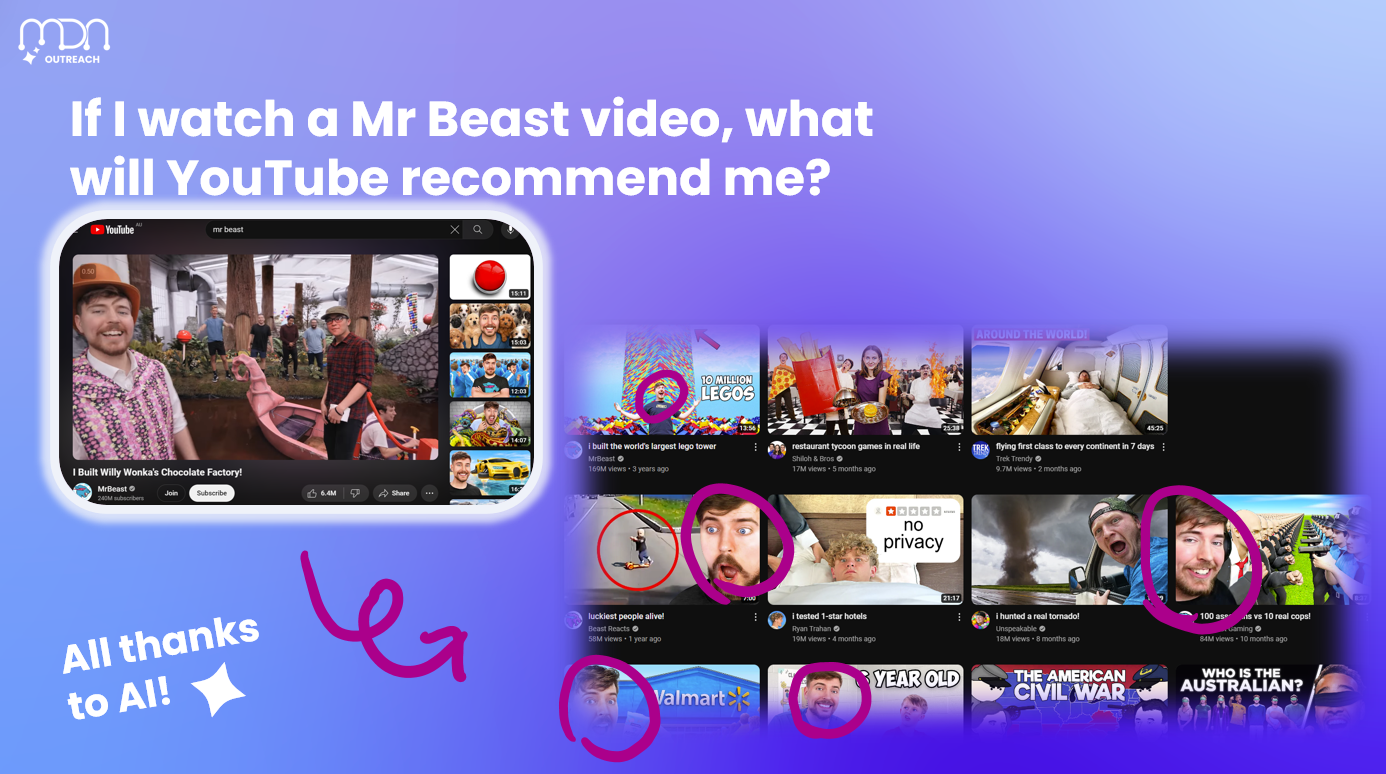 MDN
OUTREACH
If I watch a Mr Beast video, what
will YouTube recommend me?
YouTube AU
mr beast
0:50
15:11
15:03
12:03
14:07
I Built Willy Wonka's Chocolate Factory!
MrBeast
240M subscribers
Join
Subscribe
6.4M
Share
All thanks
to AI!
10 MILLION
LEGOS
13:56
i built the world's largest lego tower
MrBeast
169M views • 3 years ago
25:38
restaurant tycoon games in real life
Shiloh & Bros
17M views • 5 months ago
AROUND THE WORLD!
45:25
TREK
flying first class to every continent in 7 days
Trek Trendy
9.7M views • 2 months ago
7:00
luckiest people alive!
Beast Reacts
58M views • 1 year ago
no
privacy
21:17
i tested 1-star hotels
Ryan Trahan
19M views • 4 months ago
i hunted a real tornado!
Unspeakable
18M views • 8 months ago
100 vs 10 real cops!
Gaming
84M views • 10 months ago
Walmart
YEAR OLD
THE AMERICAN
CIVIL WAR
WHO IS THE
AUSTRALIAN?